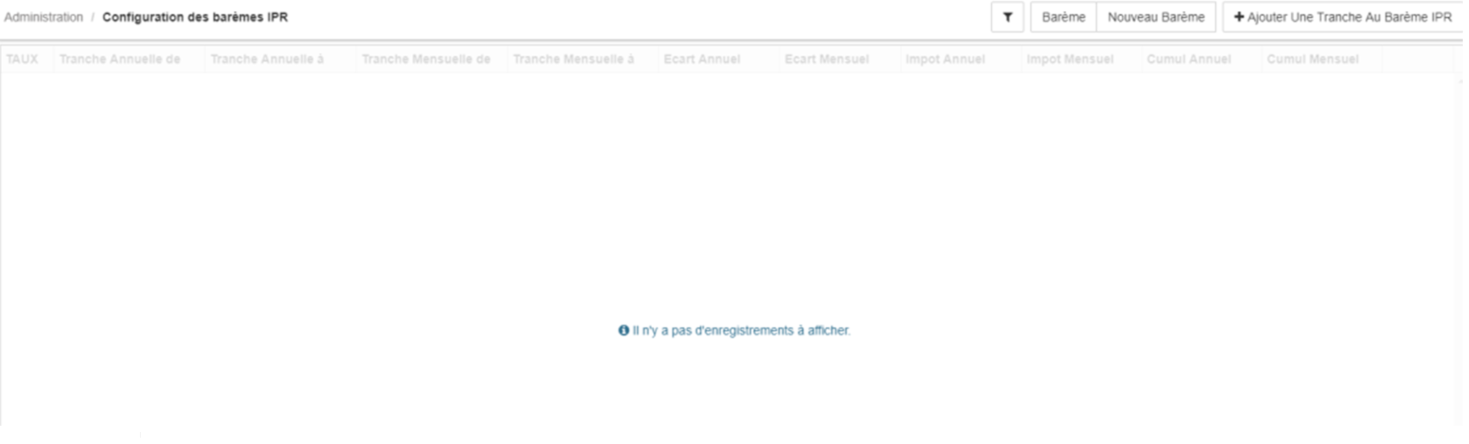 Administration / Configuration des barèmes IPR Barème Nouveau Barème Ajouter Une Tranche Au Barème IPR
TAUX Tranche Annuelle de Tranche Annuelle à Tranche Mensuelle de Tranche Mensuelle à Ecart Annuel Ecart Mensuel Impot Annuel Impot Mensuel Cumul Annuel Cumul Mensuel
Il n'y a pas d'enregistrements à afficher.